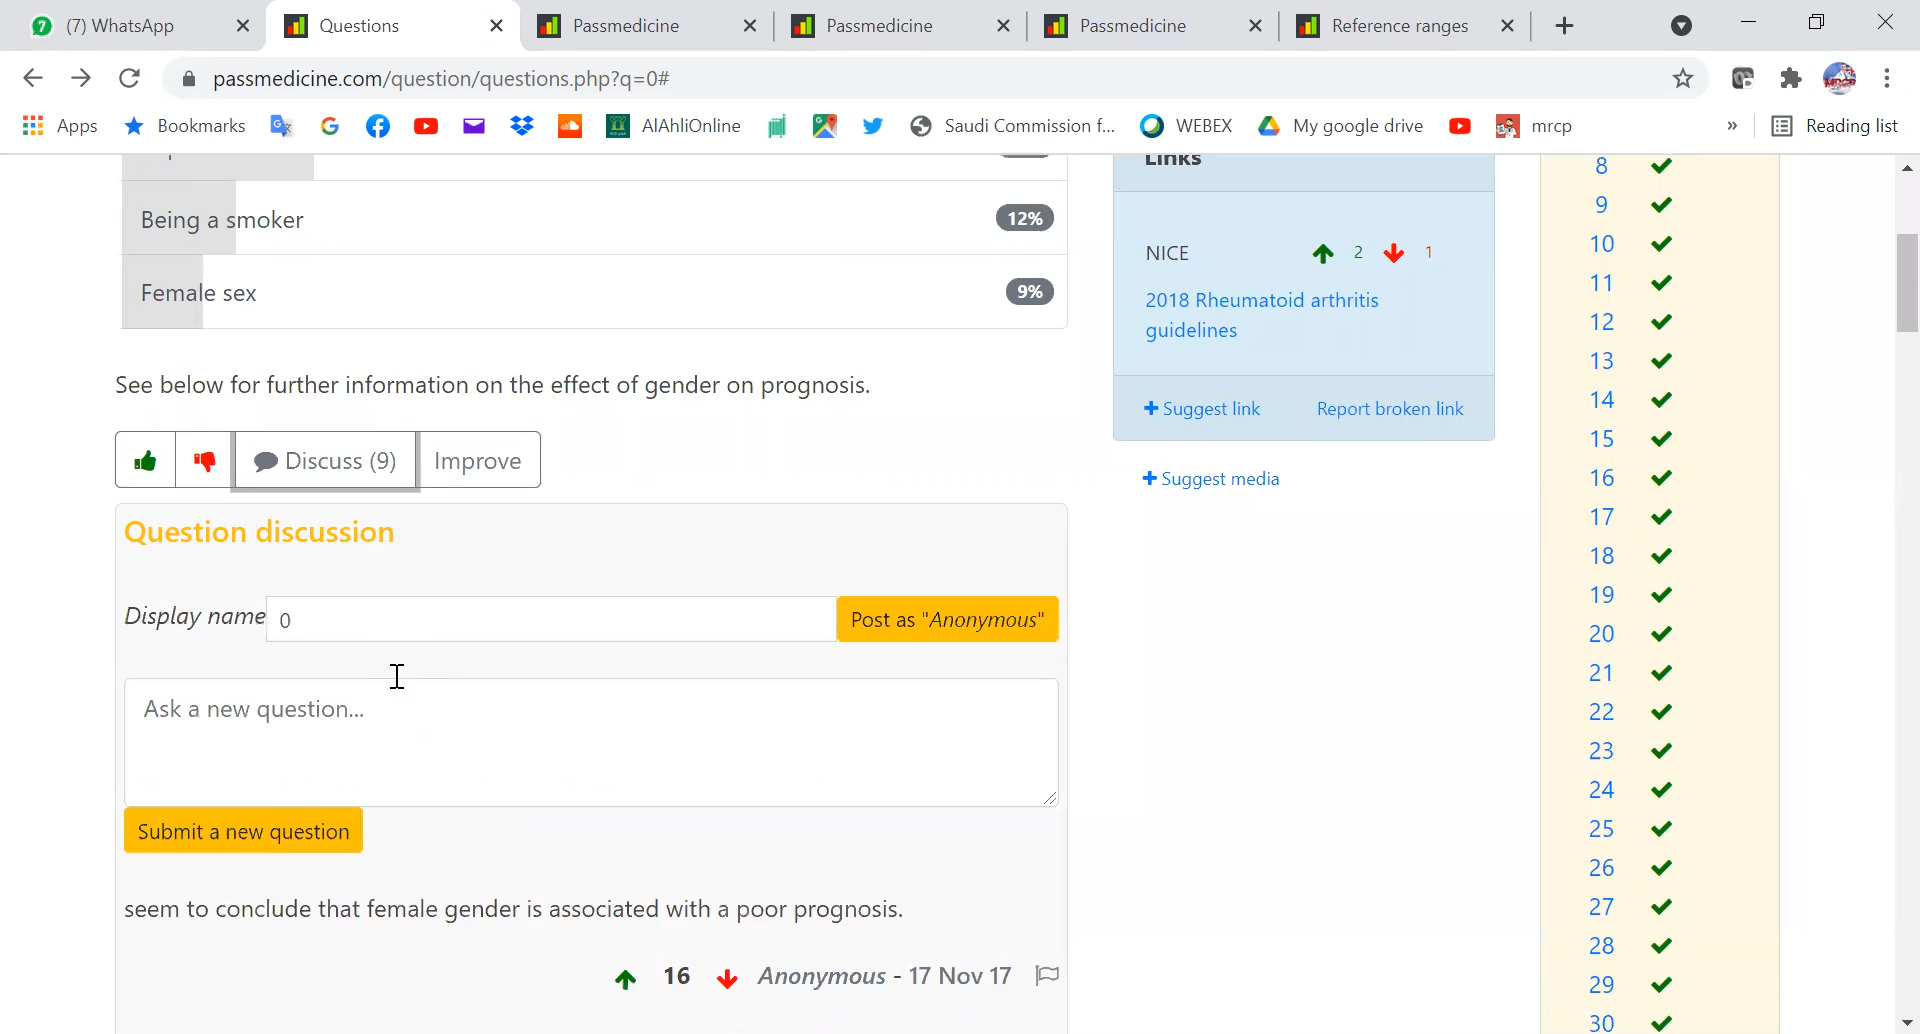 7 (7) WhatsApp
Questions
Passmedicine
Passmedicine
Passmedicine
Reference ranges
passmedicine.com/question/questions.php?q=0#
Apps
Bookmarks
AlAhliOnline
Saudi Commission f...
WEBEX
My google drive
mrcp
»
Reading list
Being a smoker 12%
Female sex 9%
See below for further information on the effect of gender on prognosis.
Discuss (9)
Improve
Question discussion
Display name 0 Post as "Anonymous"
Ask a new question...
Submit a new question
seem to conclude that female gender is associated with a poor prognosis.
16 Anonymous - 17 Nov 17
Links
NICE 2 1
2018 Rheumatoid arthritis
guidelines
+ Suggest link Report broken link
+ Suggest media
8
9
10
11
12
13
14
15
16
17
18
19
20
21
22
23
24
25
26
27
28
29
30